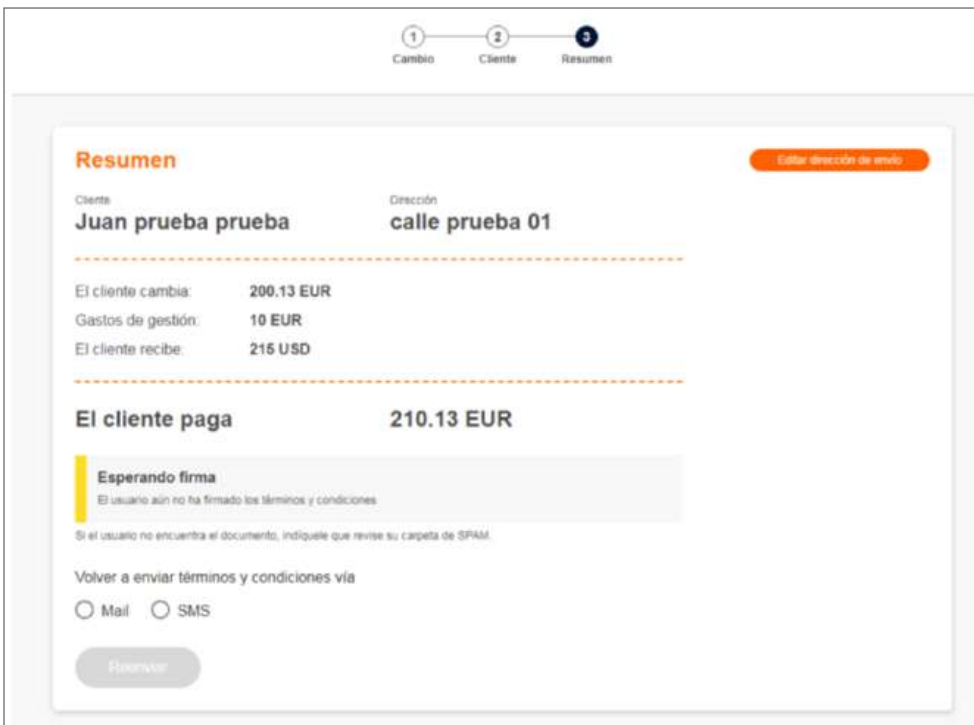 1 2 3
Cambio Cliente Resumen
Resumen Editar dirección de envío
Cliente Dirección
Juan prueba prueba calle prueba 01
El cliente cambia: 200.13 EUR
Gastos de gestión: 10 EUR
El cliente recibe: 215 USD
El cliente paga 210.13 EUR
Esperando firma
El usuario aún no ha firmado los términos y condiciones
Si el usuario no encuentra el documento, indíquele que revise su carpeta de SPAM.
Volver a enviar términos y condiciones vía
Mail SMS
Reenviar